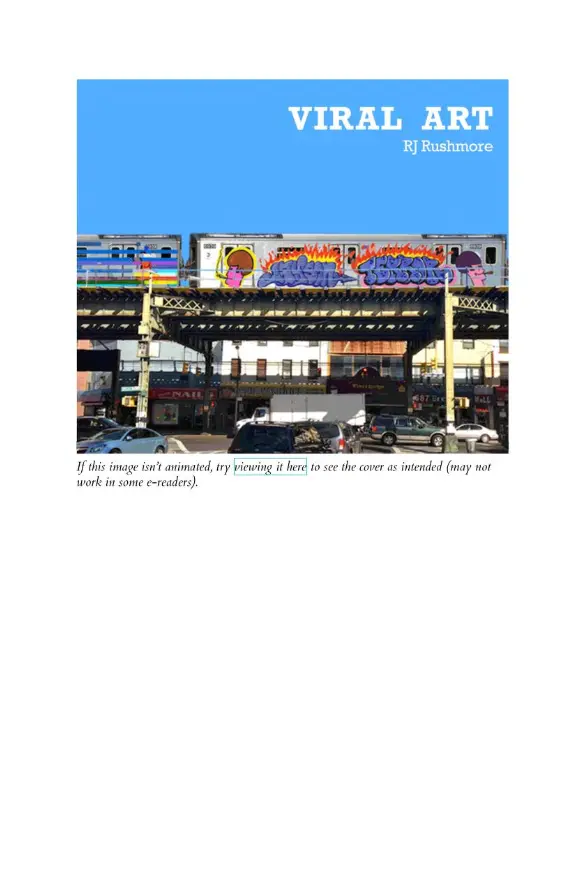 VIRAL ART
RJ Rushmore
NAIL
If this image isn't animated, try viewing it here to see the cover as intended (may not
work in some e-readers).